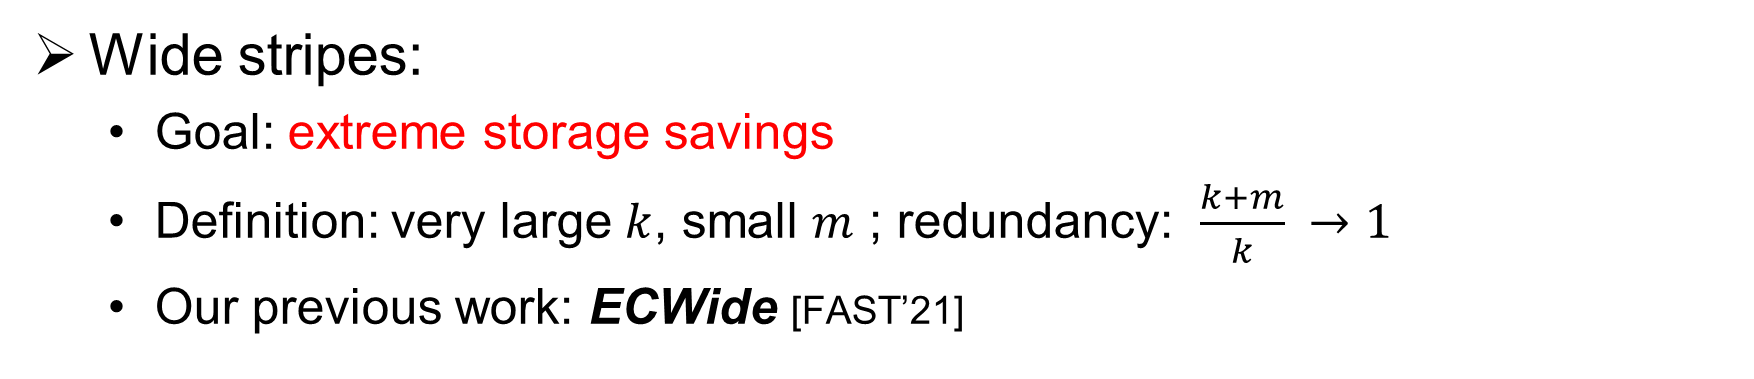 ➢ Wide stripes:
• Goal: extreme storage savings
• Definition: very large k, small m ; redundancy: (k+m)/k → 1
• Our previous work: ECWide [FAST’21]